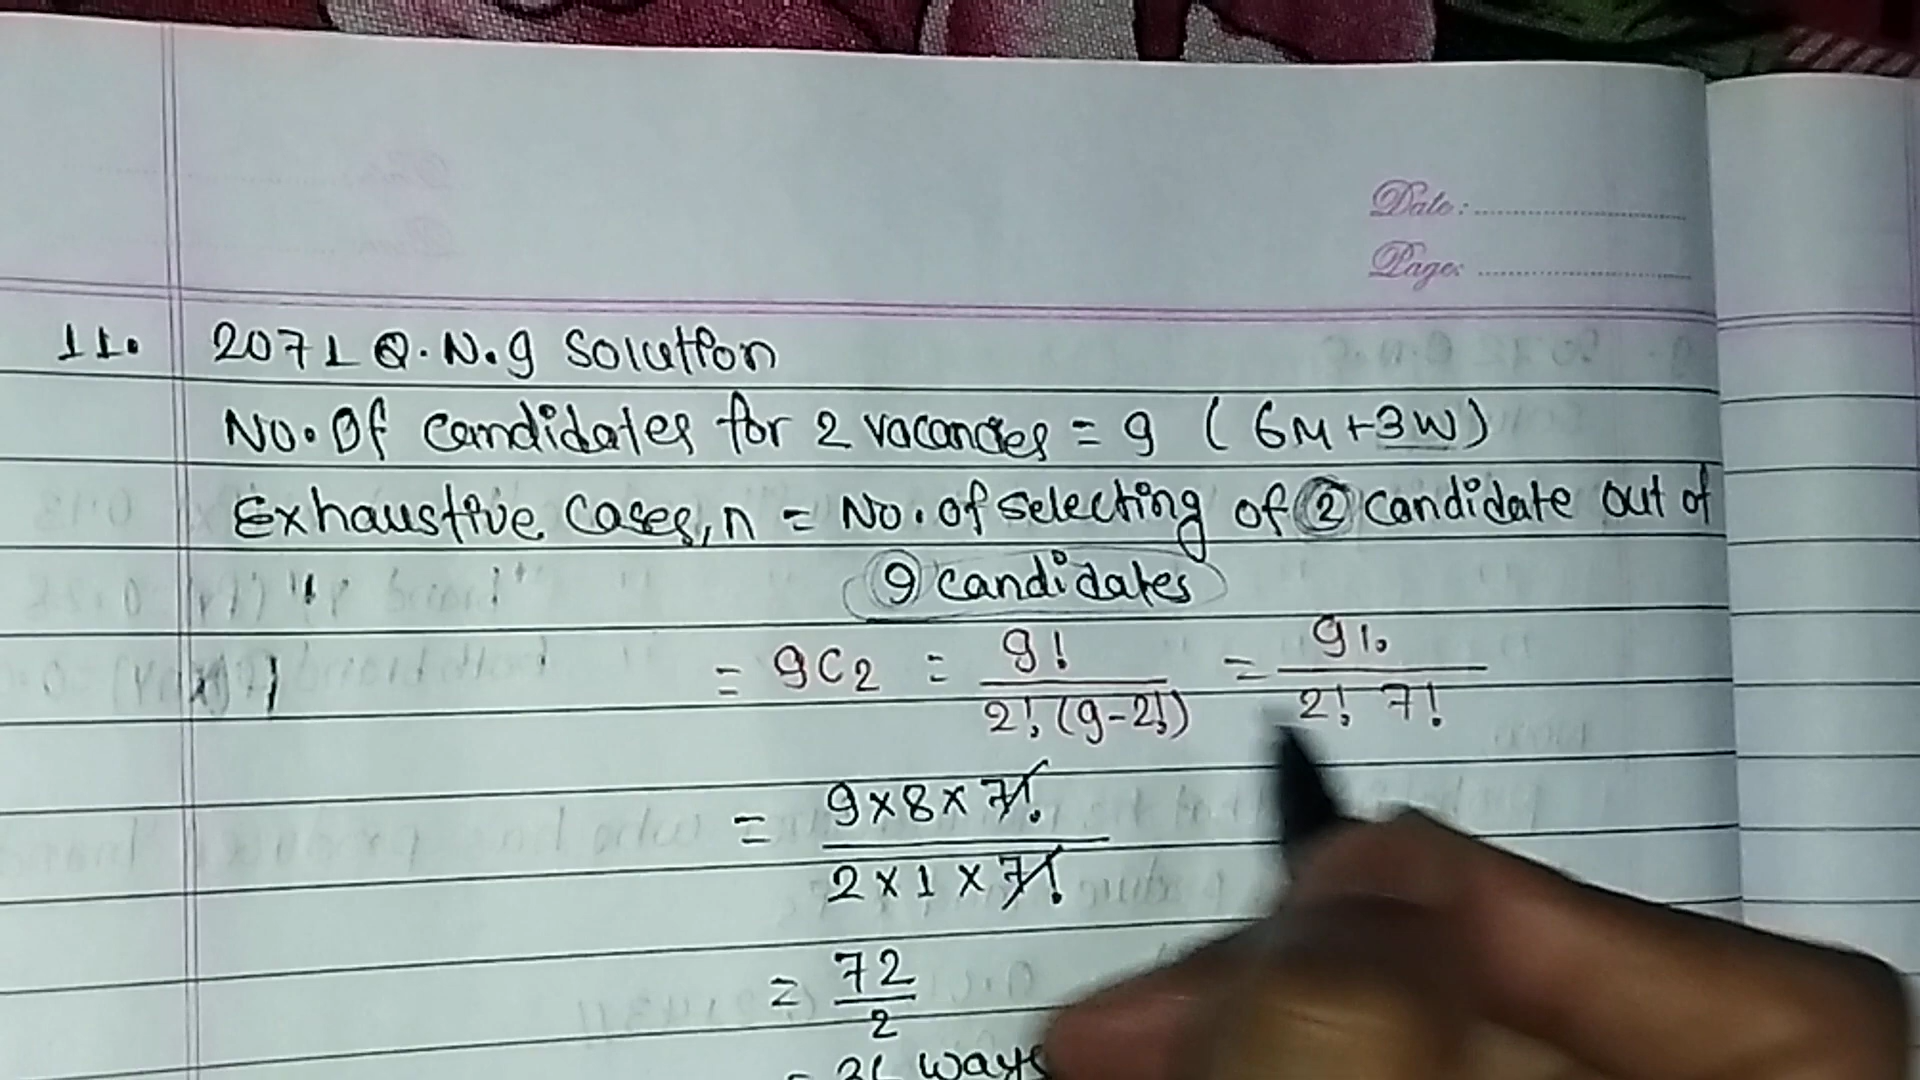 Date:
Page:
11. 2071 Q.N.9 Solution
No. Of candidates for 2 vacancies = 9 (6M+3W)
Exhaustive Cases, n = No. of selecting of 2 candidate out of
9 candidates
= 9C2 = 9! / 2! (9-2!) = 9! / 2! 7!
= 9×8×7! / 2×1×7!
= 72 / 2
= 36 ways